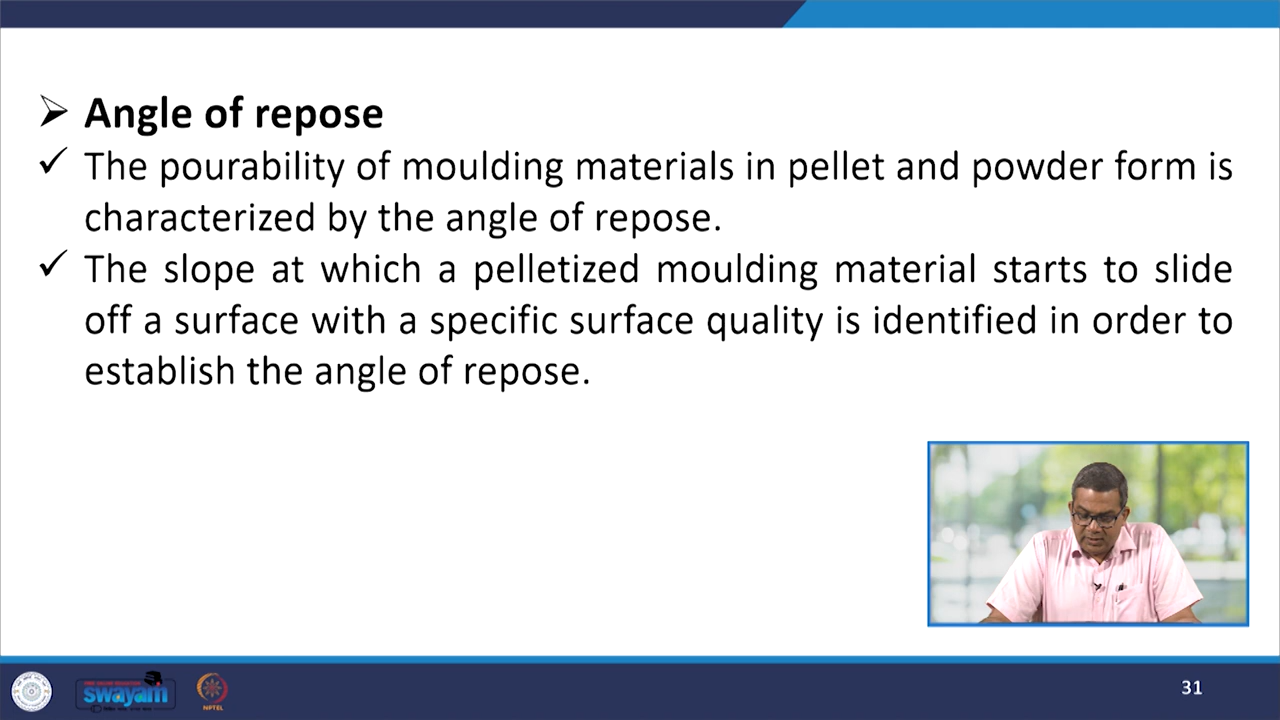 Angle of repose
The pourability of moulding materials in pellet and powder form is
characterized by the angle of repose.
The slope at which a pelletized moulding material starts to slide
off a surface with a specific surface quality is identified in order to
establish the angle of repose.
swayam
NPTEL
31